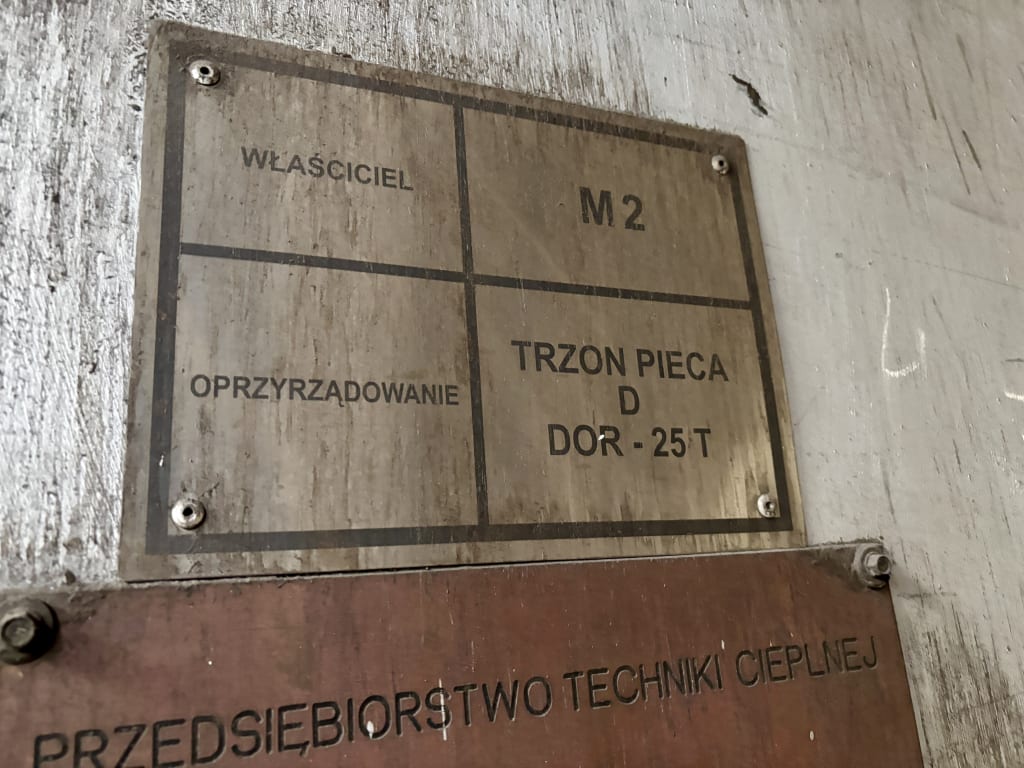 WŁAŚCICIEL
M 2
OPRZYRZĄDOWANIE
TRZON PIECA
D
DOR - 25 T
PRZEDSIĘBIORSTWO TECHNIKI CIEPLNEJ